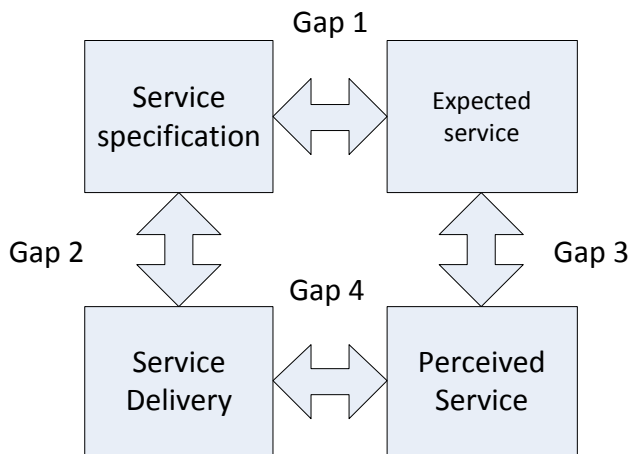 Gap 1
Service
specification
Expected
service
Gap 2
Gap 3
Gap 4
Service
Delivery
Perceived
Service